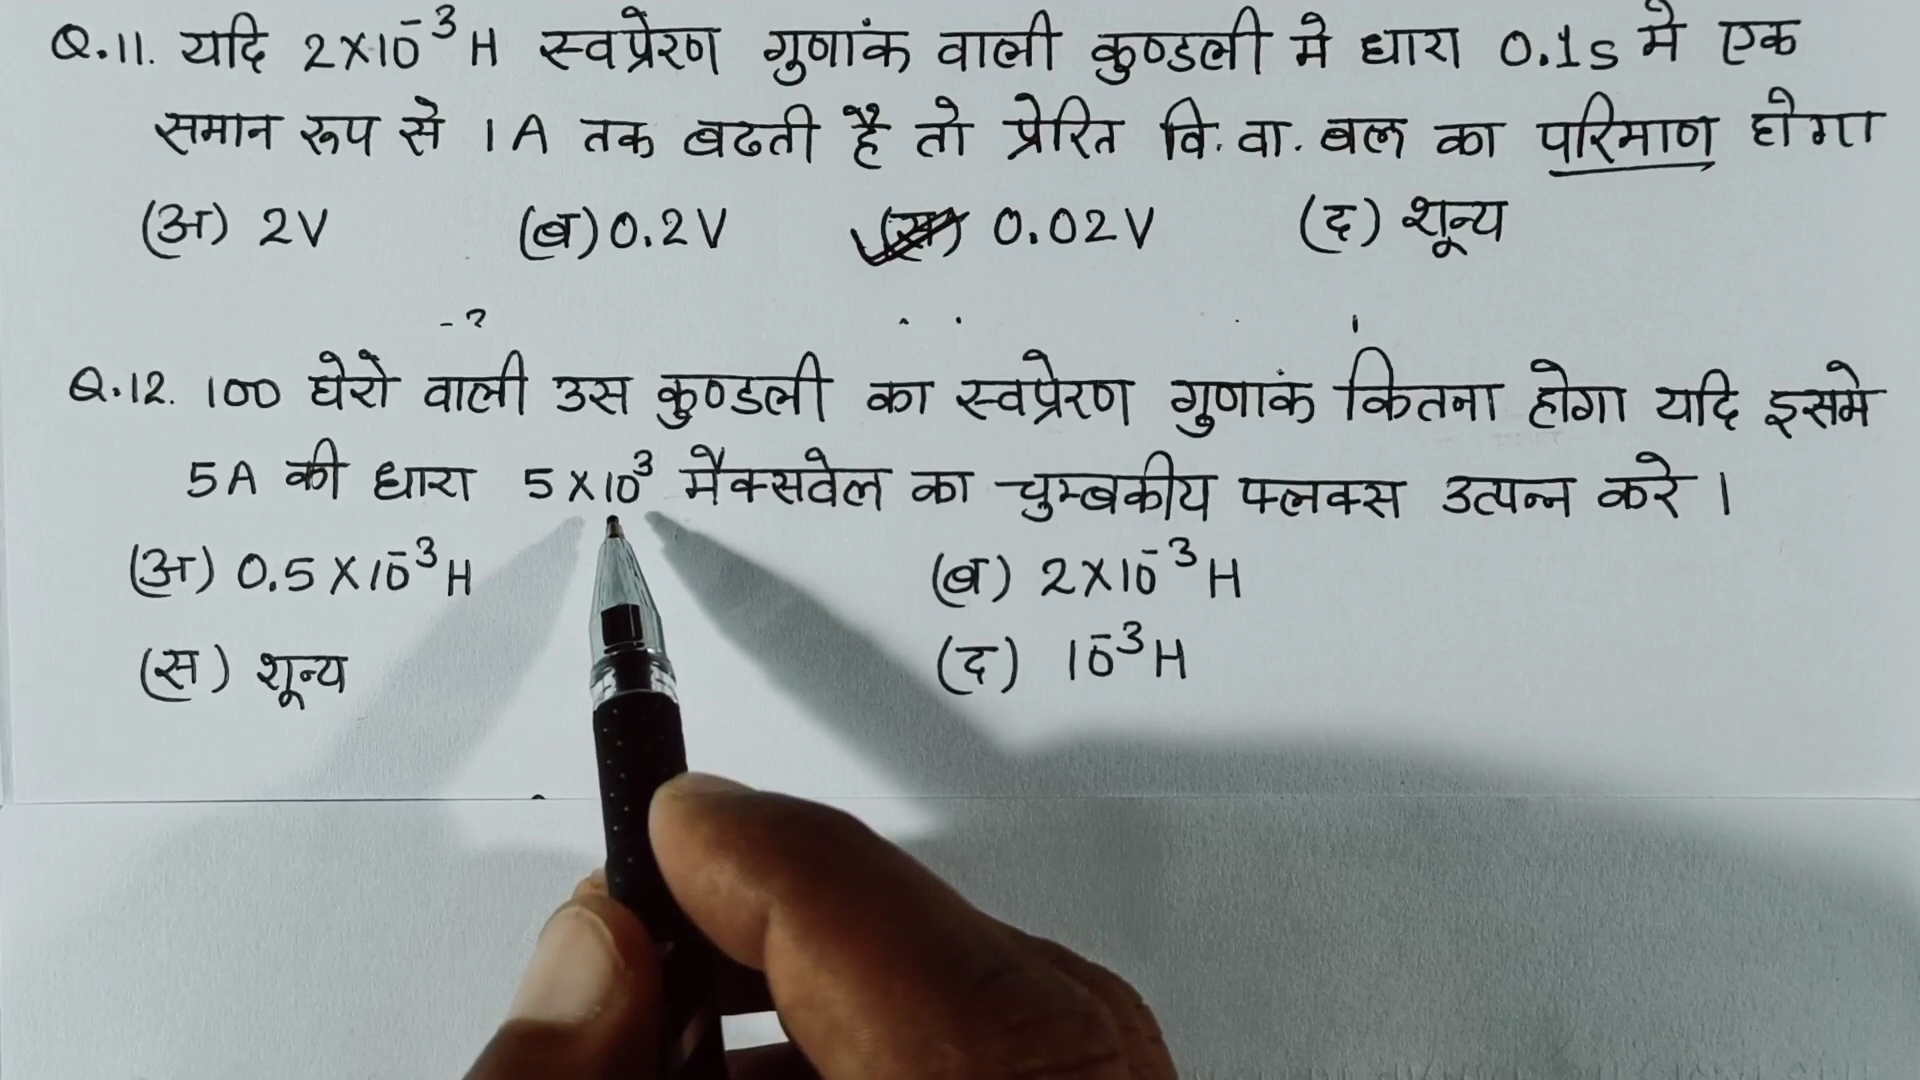 Q.11. यदि 2×10⁻³ H स्वप्रेरण गुणांक वाली कुण्डली मे धारा 0.1s मे एक
समान रूप से 1A तक बढती है तो प्रेरित वि. वा. बल का परिमाण होगा
(अ) 2V (ब) 0.2V (स) 0.02V (द) शून्य
Q.12. 100 घेरो वाली उस कुण्डली का स्वप्रेरण गुणांक कितना होगा यदि इसमे
5A की धारा 5×10³ मैक्सवेल का चुम्बकीय फ्लक्स उत्पन्न करे ।
(अ) 0.5×10⁻³ H (ब) 2×10⁻³ H
(स) शून्य (द) 10⁻³ H